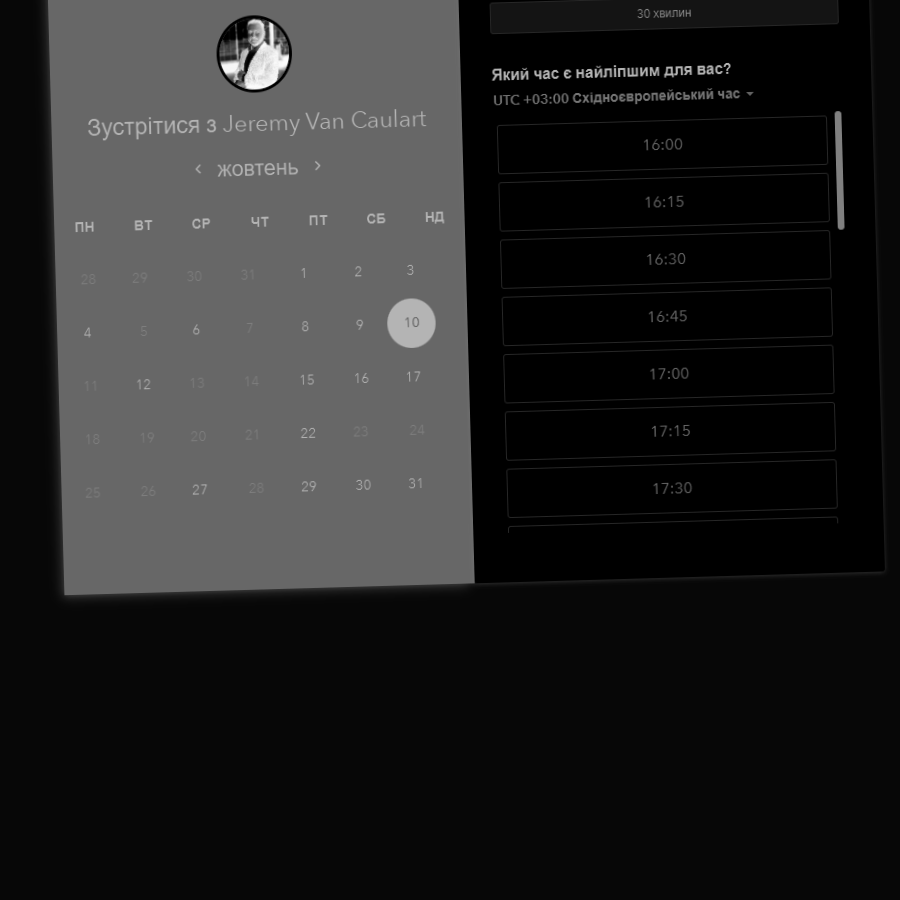 Зустрітися з Jeremy Van Caulart
жовтень
ПН ВТ СР ЧТ ПТ СБ НД
28 29 30 31 1 2 3
4 5 6 7 8 9 10
11 12 13 14 15 16 17
18 19 20 21 22 23 24
25 26 27 28 29 30 31
30 хвилин
Який час є найліпшим для вас?
UTC +03:00 Східноєвропейський час
16:00
16:15
16:30
16:45
17:00
17:15
17:30